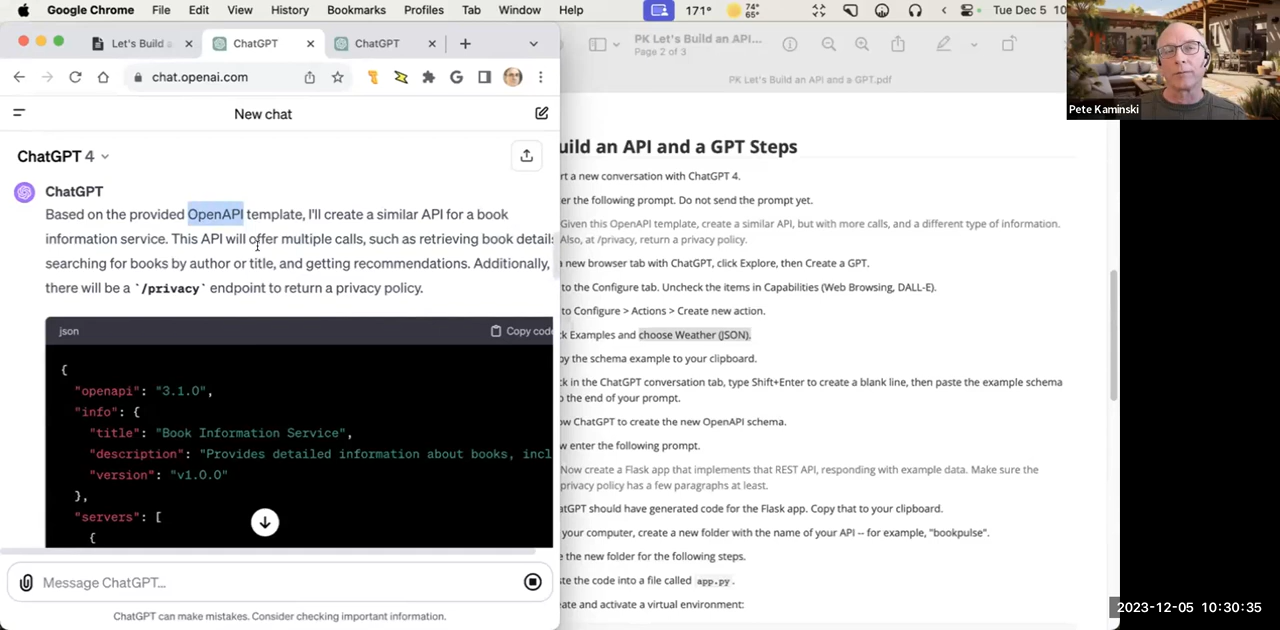 Google Chrome File Edit View History Bookmarks Profiles Tab Window Help 171° 74° 65° Tue Dec 5 10
Let's Build a
ChatGPT
ChatGPT
chat.openai.com
New chat
ChatGPT 4
ChatGPT
Based on the provided OpenAPI template, I'll create a similar API for a book
information service. This API will offer multiple calls, such as retrieving book details
searching for books by author or title, and getting recommendations. Additionally,
there will be a `/privacy` endpoint to return a privacy policy.
json
Copy code
{
"openapi": "3.1.0",
"info": {
"title": "Book Information Service",
"description": "Provides detailed information about books, incl
"version": "v1.0.0"
},
"servers": [
{
Message ChatGPT...
ChatGPT can make mistakes. Consider checking important information.
PK Let's Build an API...
Page 2 of 3
PK Let's Build an API and a GPT.pdf
uild an API and a GPT Steps
rt a new conversation with ChatGPT 4.
er the following prompt. Do not send the prompt yet.
Given this OpenAPI template, create a similar API, but with more calls, and a different type of information.
Also, at /privacy, return a privacy policy.
a new browser tab with ChatGPT, click Explore, then Create a GPT.
to the Configure tab. Uncheck the items in Capabilities (Web Browsing, DALL-E).
to Configure > Actions > Create new action.
ck Examples and choose Weather (JSON).
py the schema example to your clipboard.
ck in the ChatGPT conversation tab, type Shift+Enter to create a blank line, then paste the example schema
o the end of your prompt.
ow ChatGPT to create the new OpenAPI schema.
w enter the following prompt.
Now create a Flask app that implements that REST API, responding with example data. Make sure the
privacy policy has a few paragraphs at least.
atGPT should have generated code for the Flask app. Copy that to your clipboard.
your computer, create a new folder with the name of your API -- for example, "bookpulse".
e the new folder for the following steps.
ste the code into a file called app.py.
eate and activate a virtual environment:
Pete Kaminski
2023-12-05 10:30:35